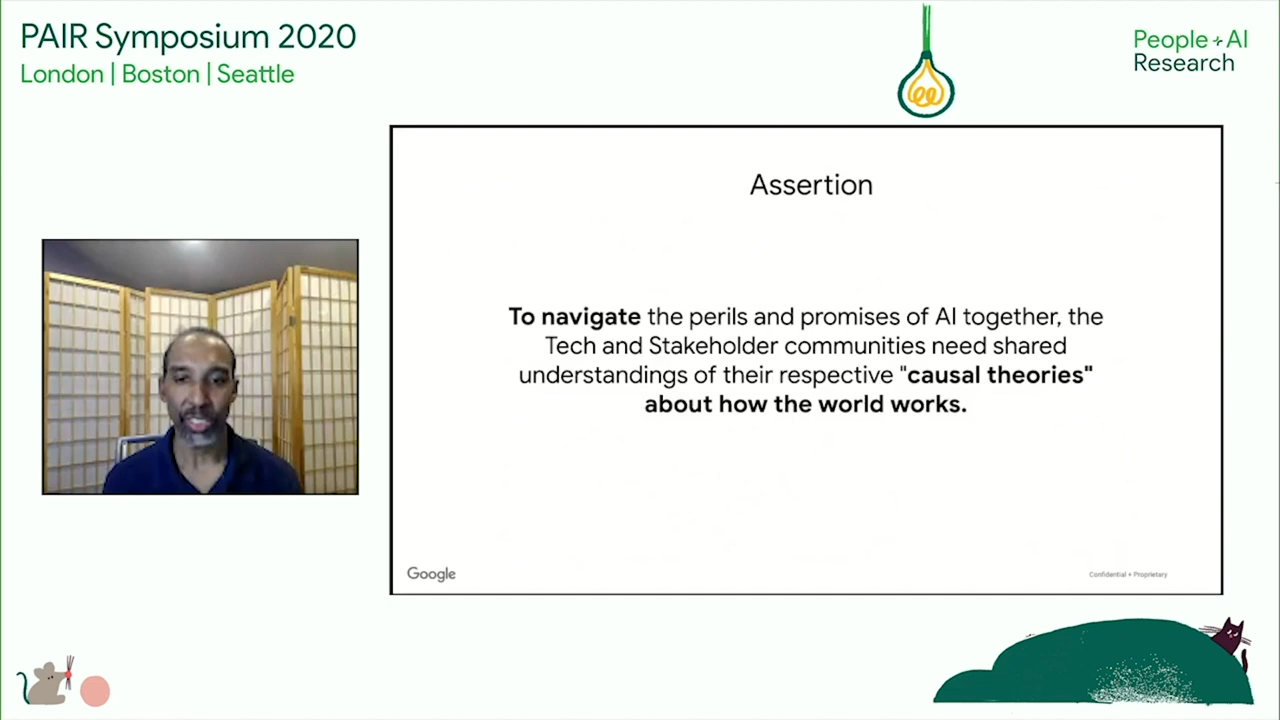 PAIR Symposium 2020
London | Boston | Seattle
People + AI
Research
Assertion
To navigate the perils and promises of AI together, the
Tech and Stakeholder communities need shared
understandings of their respective "causal theories"
about how the world works.
Google
Confidential + Proprietary